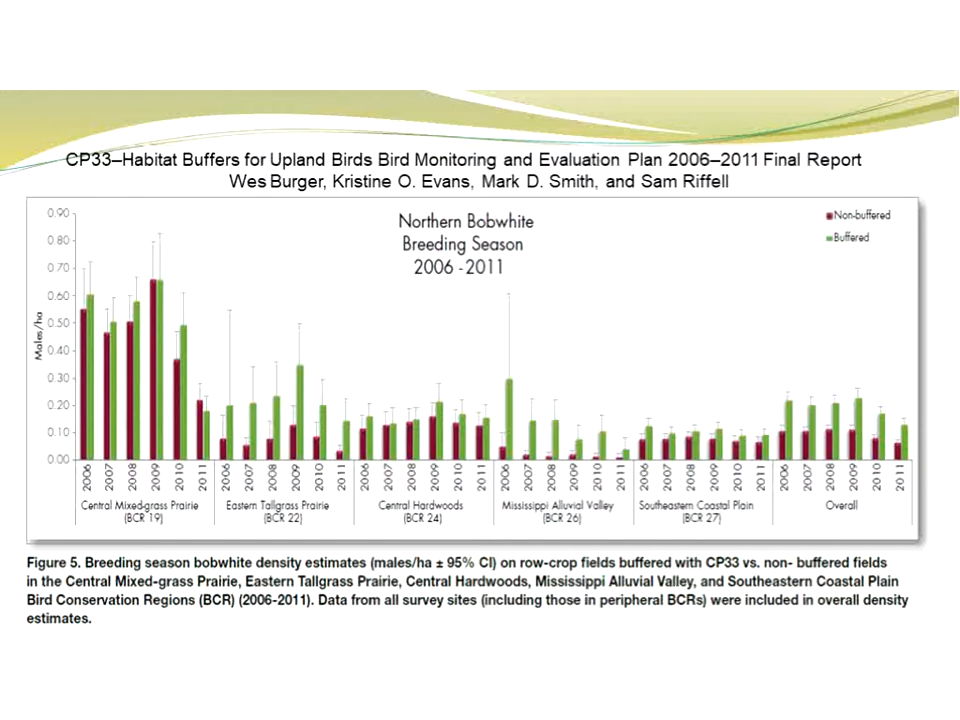 CP33–Habitat Buffers for Upland Birds Bird Monitoring and Evaluation Plan 2006–2011 Final Report
Wes Burger, Kristine O. Evans, Mark D. Smith, and Sam Riffell
Northern Bobwhite
Breeding Season
2006 - 2011
Non-buffered
Buffered
Males/ha
0.90
0.80
0.70
0.60
0.50
0.40
0.30
0.20
0.10
0.00
2006 2007 2008 2009 2010 2011 2006 2007 2008 2009 2010 2011 2006 2007 2008 2009 2010 2011 2006 2007 2008 2009 2010 2011 2006 2007 2008 2009 2010 2011 2006 2007 2008 2009 2010 2011
Central Mixed-grass Prairie Eastern Tallgrass Prairie Central Hardwoods Mississippi Alluvial Valley Southeastern Coastal Plain Overall
(BCR 19) (BCR 22) (BCR 24) (BCR 26) (BCR 27)
Figure 5. Breeding season bobwhite density estimates (males/ha ± 95% CI) on row-crop fields buffered with CP33 vs. non- buffered fields
in the Central Mixed-grass Prairie, Eastern Tallgrass Prairie, Central Hardwoods, Mississippi Alluvial Valley, and Southeastern Coastal Plain
Bird Conservation Regions (BCR) (2006-2011). Data from all survey sites (including those in peripheral BCRs) were included in overall density
estimates.